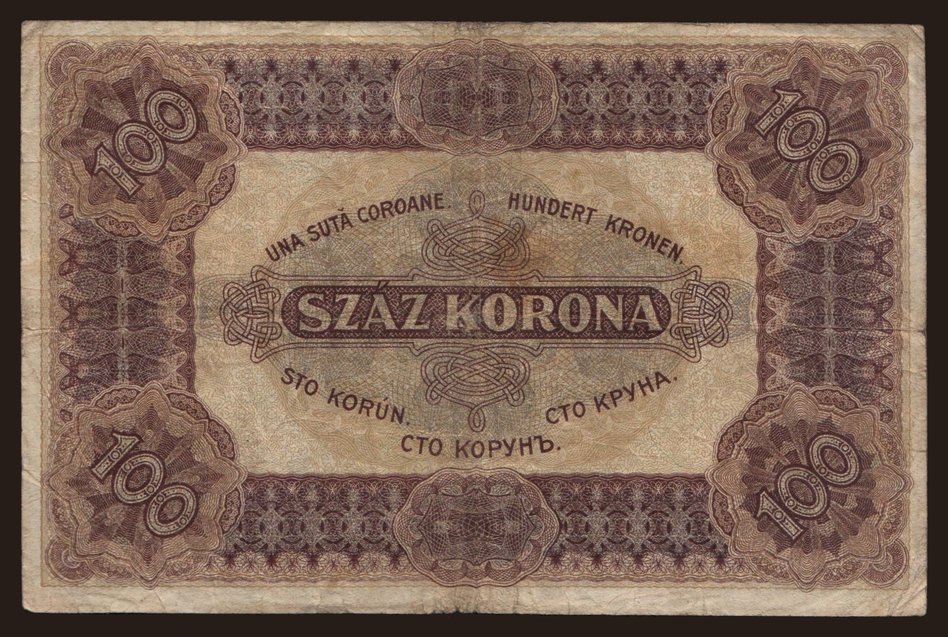 100
100
UNA SUTĂ COROANE.
HUNDERT KRONEN.
SZÁZ KORONA
STO KORÚN.
СТО КРУНА.
СТО КОРУНЪ.
100
100